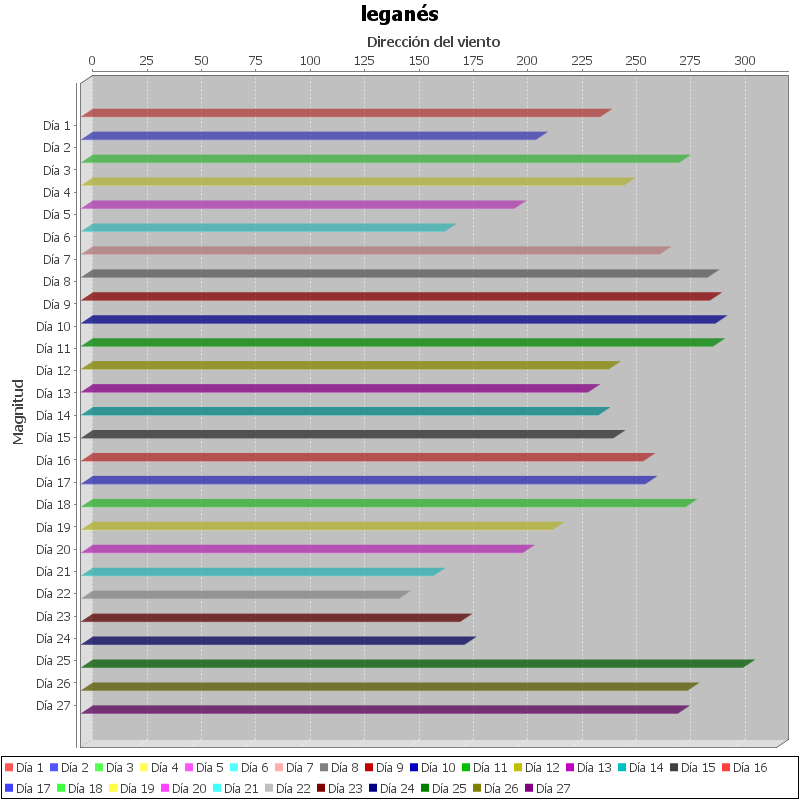 leganés
Dirección del viento
0 25 50 75 100 125 150 175 200 225 250 275 300
Magnitud
Día 1
Día 2
Día 3
Día 4
Día 5
Día 6
Día 7
Día 8
Día 9
Día 10
Día 11
Día 12
Día 13
Día 14
Día 15
Día 16
Día 17
Día 18
Día 19
Día 20
Día 21
Día 22
Día 23
Día 24
Día 25
Día 26
Día 27
Día 1 Día 2 Día 3 Día 4 Día 5 Día 6 Día 7 Día 8 Día 9 Día 10 Día 11 Día 12 Día 13 Día 14 Día 15 Día 16
Día 17 Día 18 Día 19 Día 20 Día 21 Día 22 Día 23 Día 24 Día 25 Día 26 Día 27